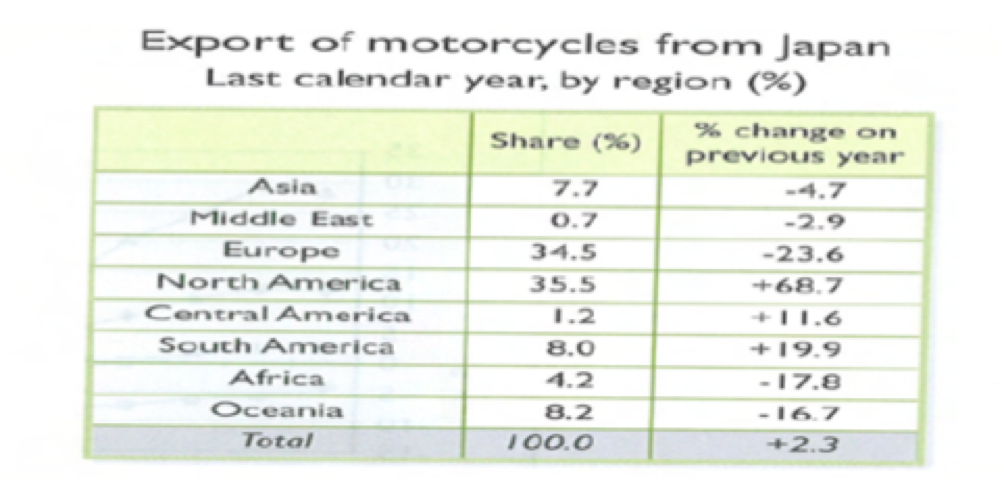 Export of motorcycles from Japan
Last calendar year, by region (%)
Share (%) % change on previous year
Asia 7.7 -4.7
Middle East 0.7 -2.9
Europe 34.5 -23.6
North America 35.5 +68.7
Central America 1.2 +11.6
South America 8.0 +19.9
Africa 4.2 -17.8
Oceania 8.2 -16.7
Total 100.0 +2.3